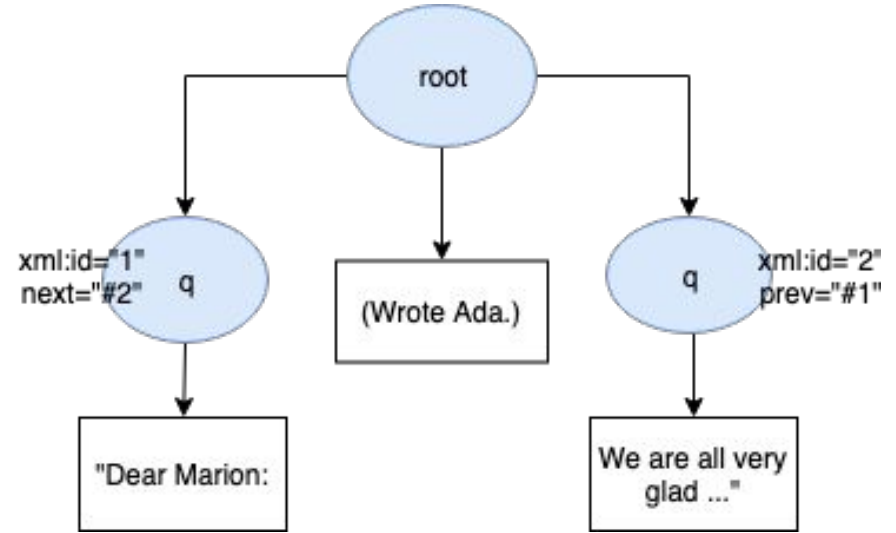 root
xml:id="1"
next="#2"
q
(Wrote Ada.)
q
xml:id="2"
prev="#1"
"Dear Marion:
We are all very
glad ..."